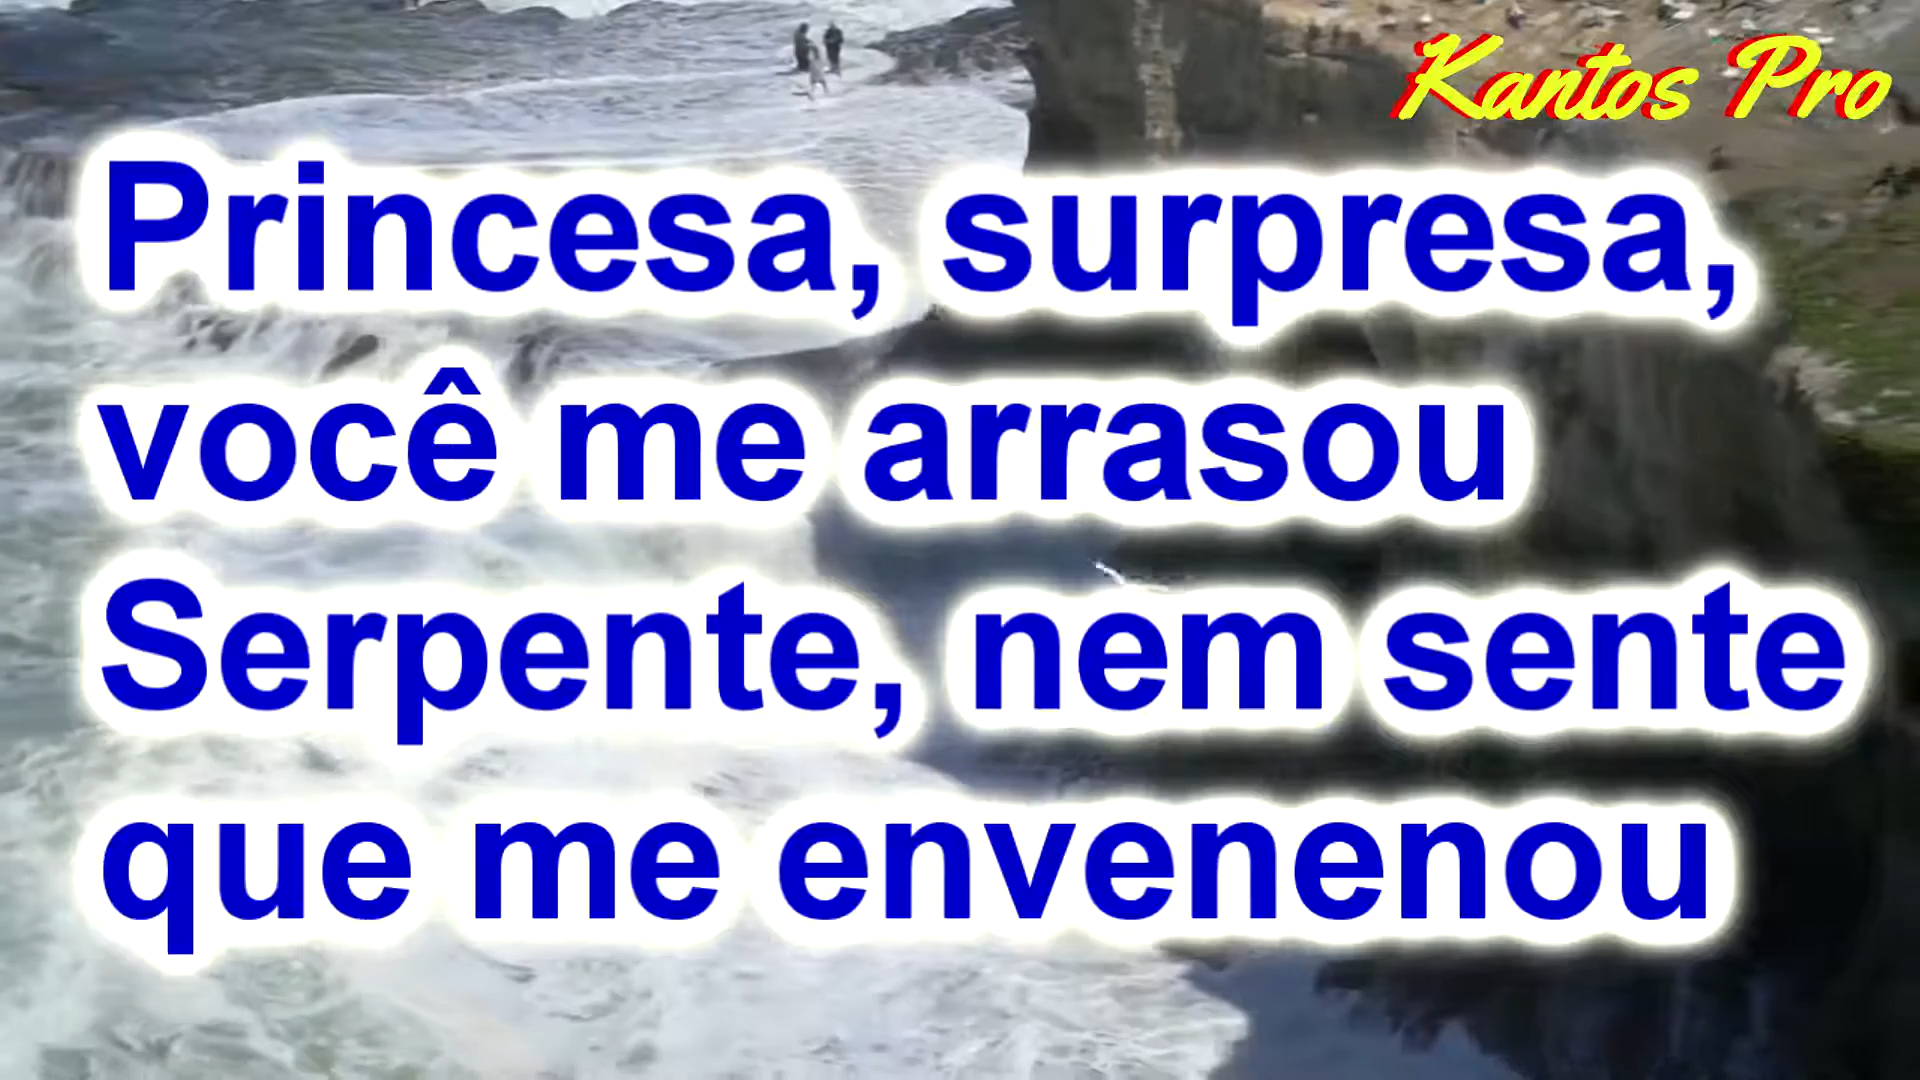 Kantos Pro
Princesa, surpresa,
você me arrasou
Serpente, nem sente
que me envenenou